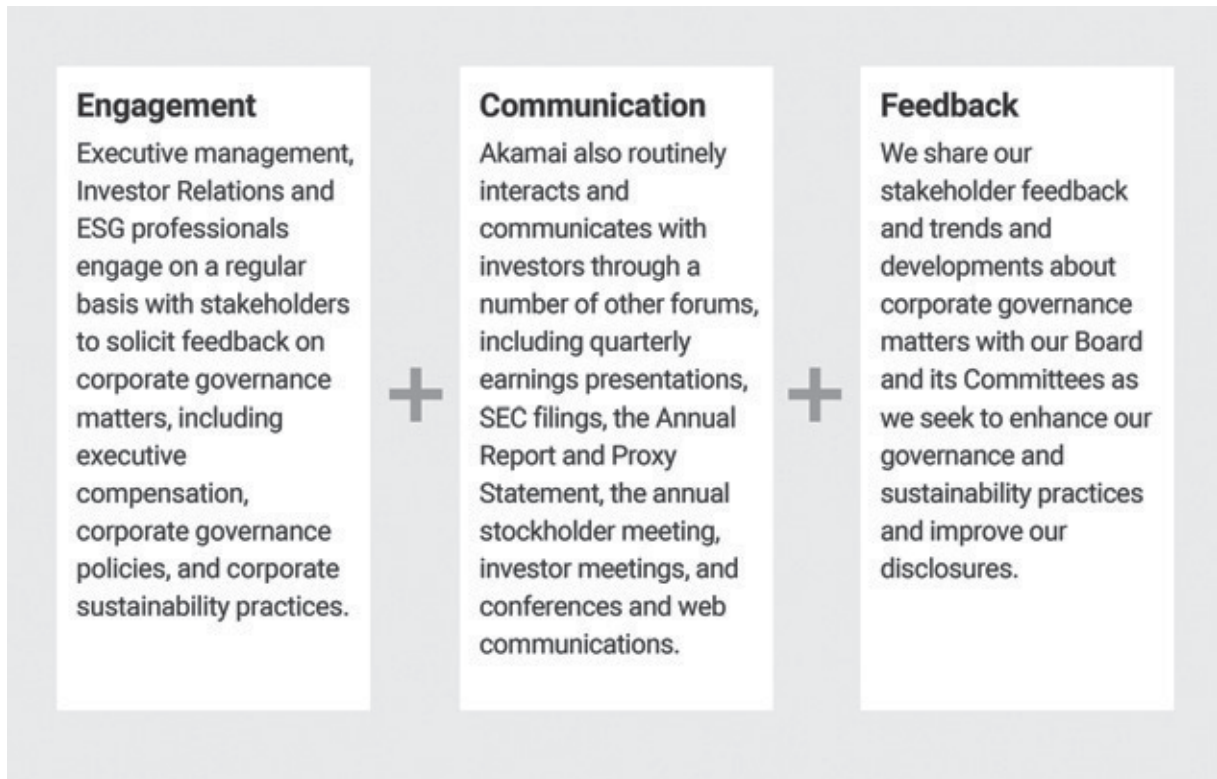 Engagement
Executive management,
Investor Relations and
ESG professionals
engage on a regular
basis with stakeholders
to solicit feedback on
corporate governance
matters, including
executive
compensation,
corporate governance
policies, and corporate
sustainability practices.
+
Communication
Akamai also routinely
interacts and
communicates with
investors through a
number of other forums,
including quarterly
earnings presentations,
SEC filings, the Annual
Report and Proxy
Statement, the annual
stockholder meeting,
investor meetings, and
conferences and web
communications.
+
Feedback
We share our
stakeholder feedback
and trends and
developments about
corporate governance
matters with our Board
and its Committees as
we seek to enhance our
governance and
sustainability practices
and improve our
disclosures.